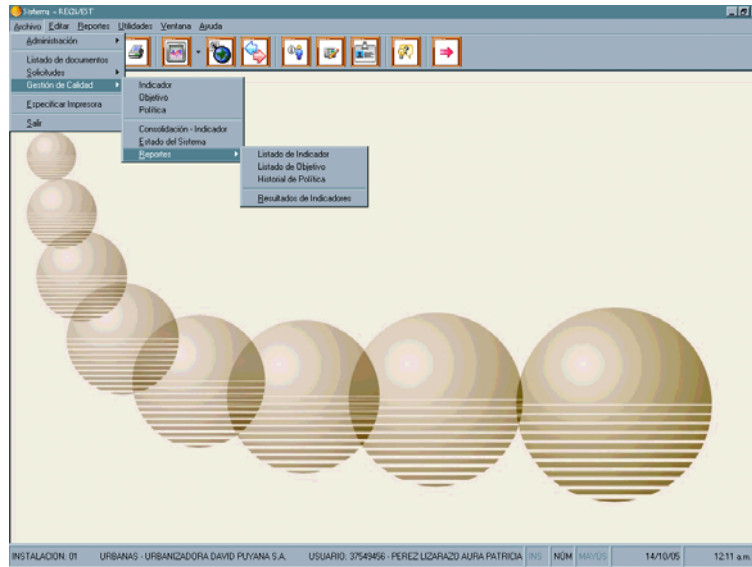 Sistema - REQUEST
Archivo Editar Reportes Utilidades Ventana Ayuda
Administración
Listado de documentos
Solicitudes
Gestión de Calidad
Especificar Impresora
Salir
Indicador
Objetivo
Política
Consolidación - Indicador
Estado del Sistema
Reportes
Listado de Indicador
Listado de Objetivo
Historial de Política
Resultados de Indicadores
INSTALACION: 01 URBANAS - URBANIZADORA DAVID PUYANA S.A. USUARIO: 37549456 - PEREZ LIZARAZO AURA PATRICIA INS NÚM MAYÚS 14/10/05 12:11 a.m.